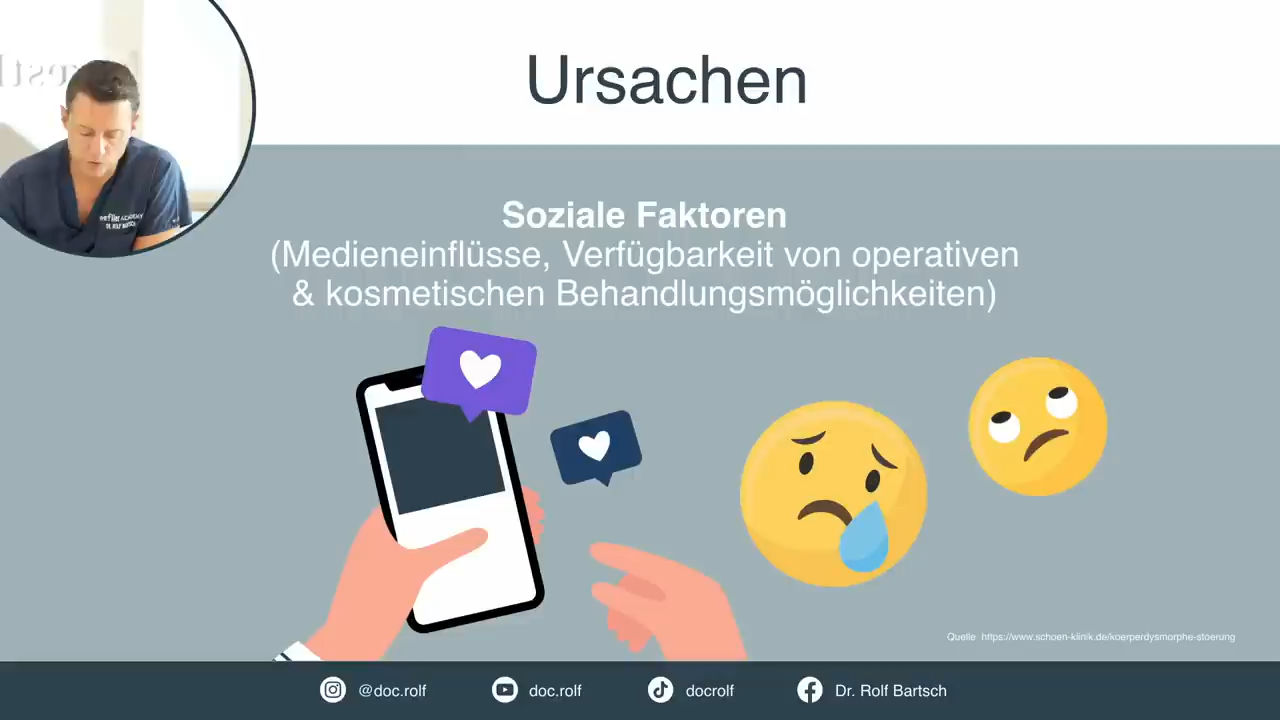 Ursachen
Soziale Faktoren
(Medieneinflüsse, Verfügbarkeit von operativen
& kosmetischen Behandlungsmöglichkeiten)
Quelle https://www.schoen-klinik.de/koerperdysmorphe-stoerung
@doc.rolf
doc.rolf
docrolf
Dr. Rolf Bartsch